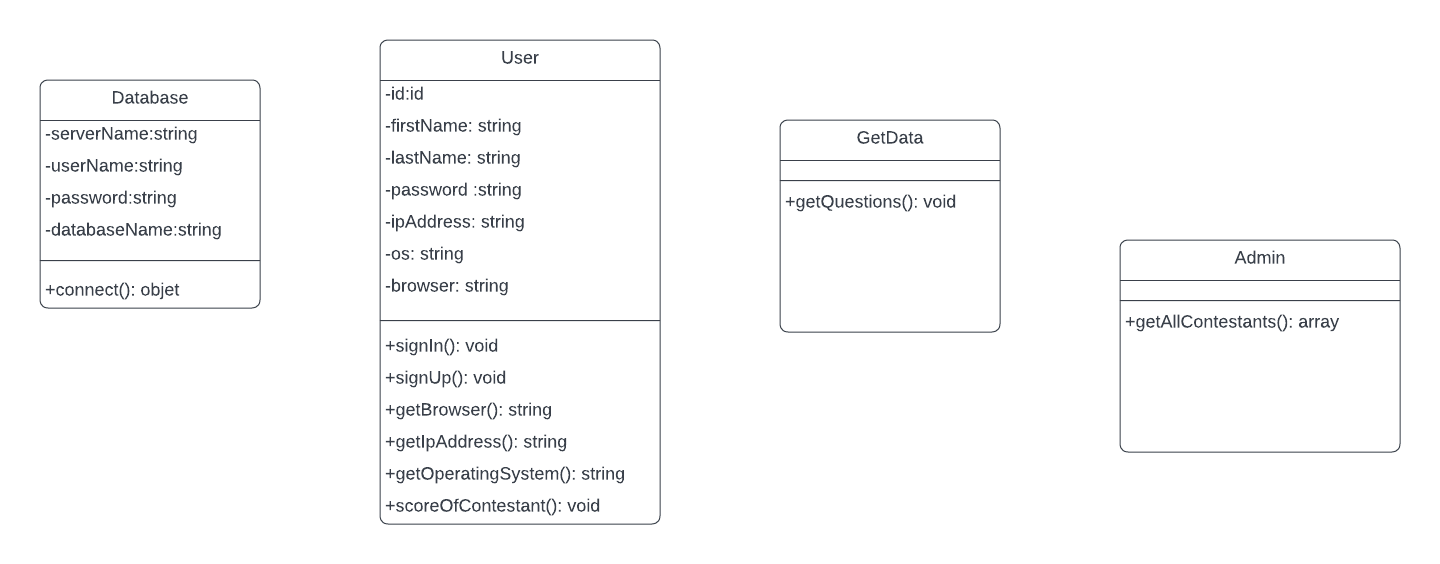 Database
-serverName:string
-userName:string
-password:string
-databaseName:string
+connect(): objet
User
-id:id
-firstName: string
-lastName: string
-password :string
-ipAddress: string
-os: string
-browser: string
+signIn(): void
+signUp(): void
+getBrowser(): string
+getIpAddress(): string
+getOperatingSystem(): string
+scoreOfContestant(): void
GetData
+getQuestions(): void
Admin
+getAllContestants(): array